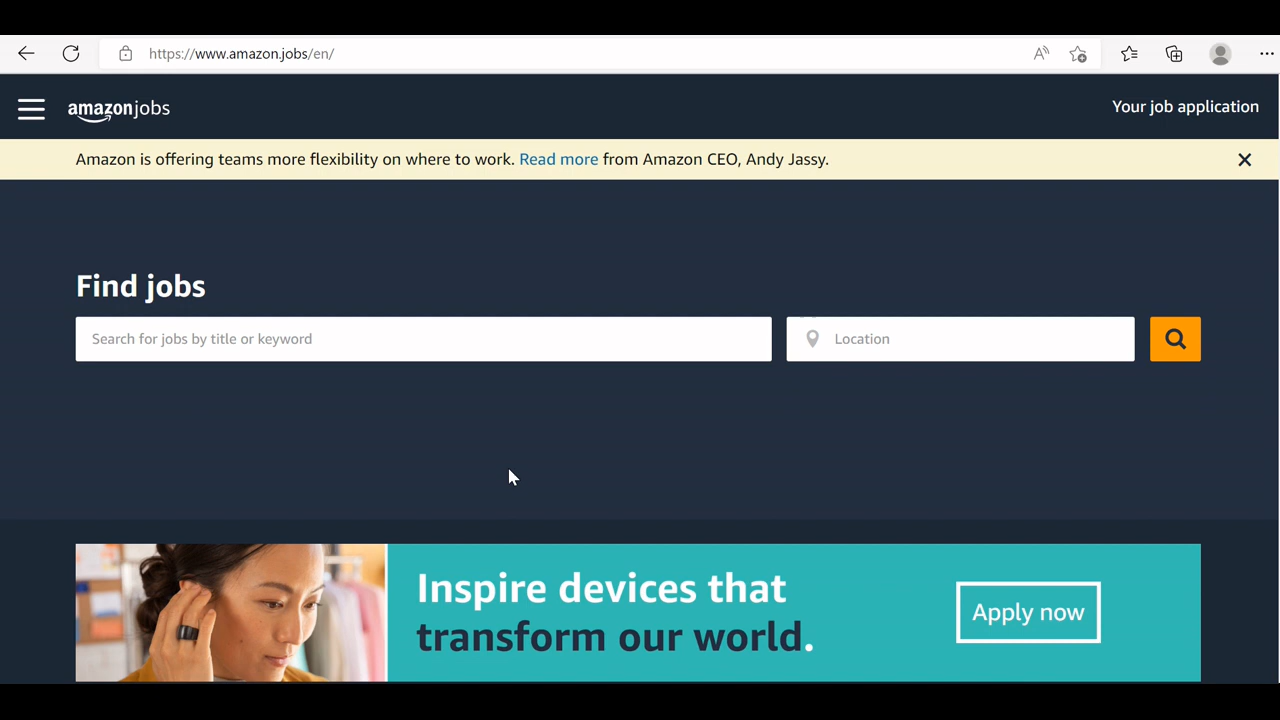 https://www.amazon.jobs/en/
amazonjobs
Your job application
Amazon is offering teams more flexibility on where to work. Read more from Amazon CEO, Andy Jassy.
Find jobs
Search for jobs by title or keyword
Location
Inspire devices that
transform our world.
Apply now